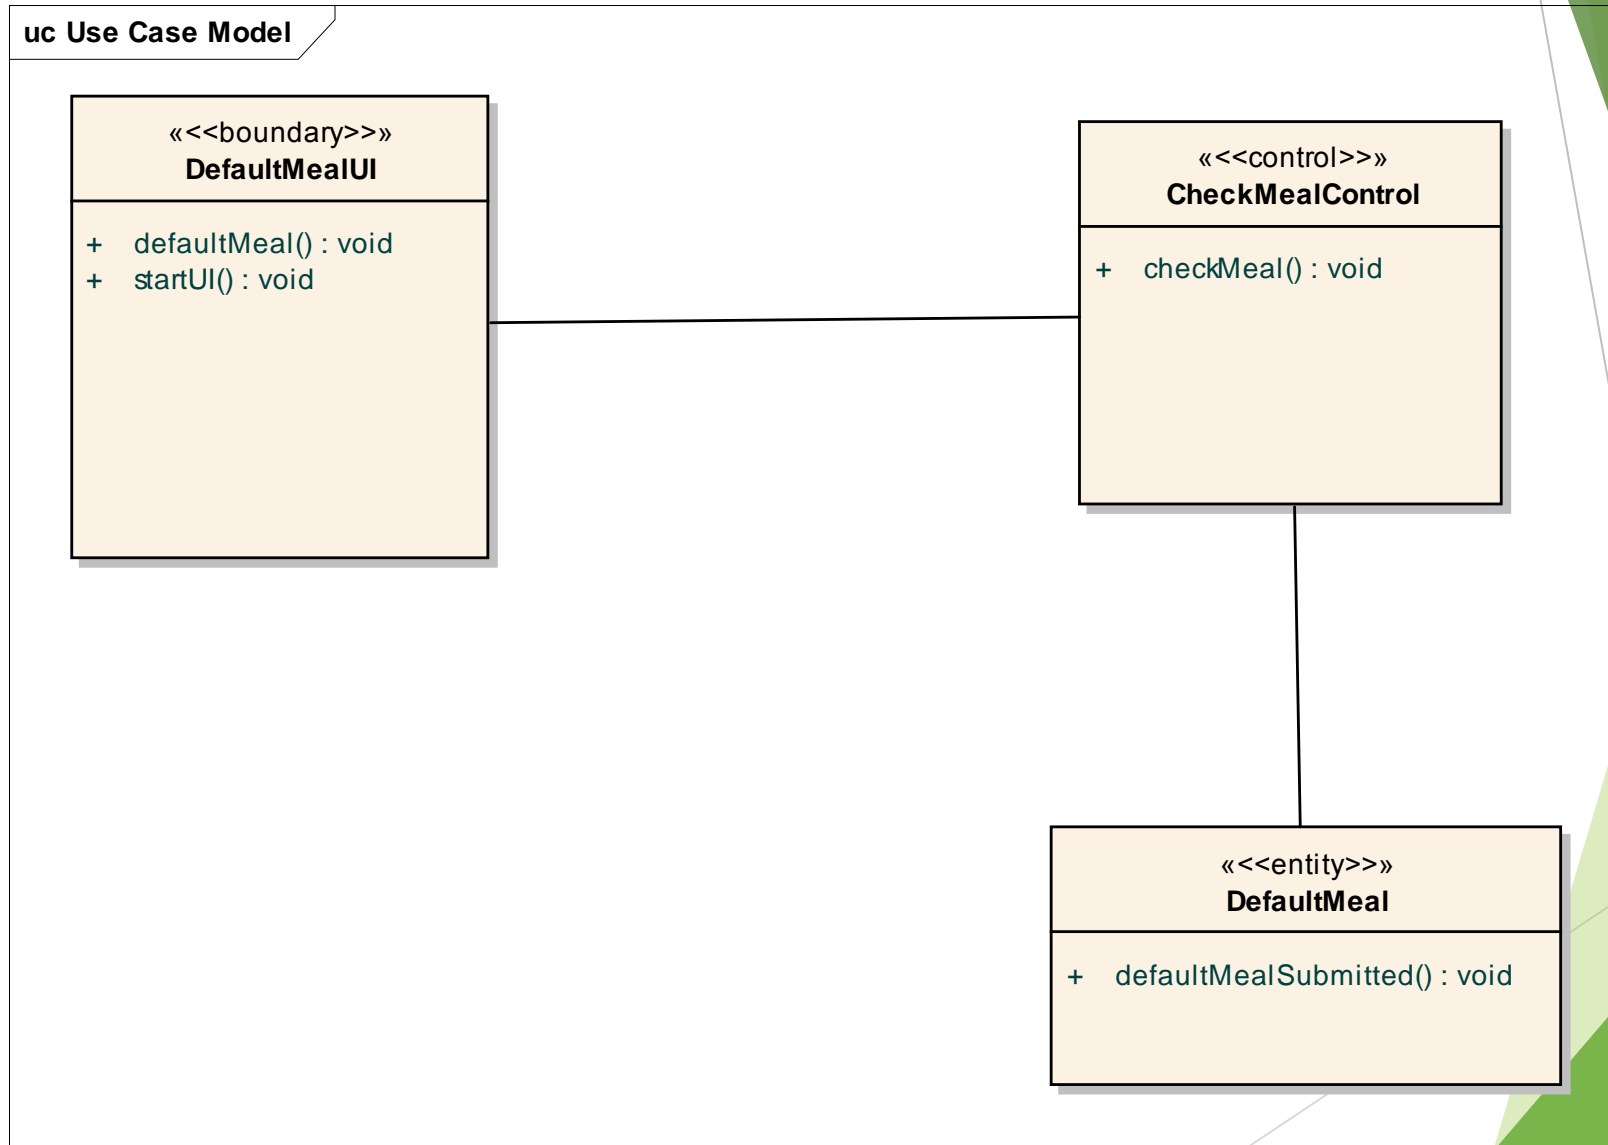 uc Use Case Model
«<<boundary>>»
DefaultMealUI
+ defaultMeal() : void
+ startUI() : void
«<<control>>»
CheckMealControl
+ checkMeal() : void
«<<entity>>»
DefaultMeal
+ defaultMealSubmitted() : void